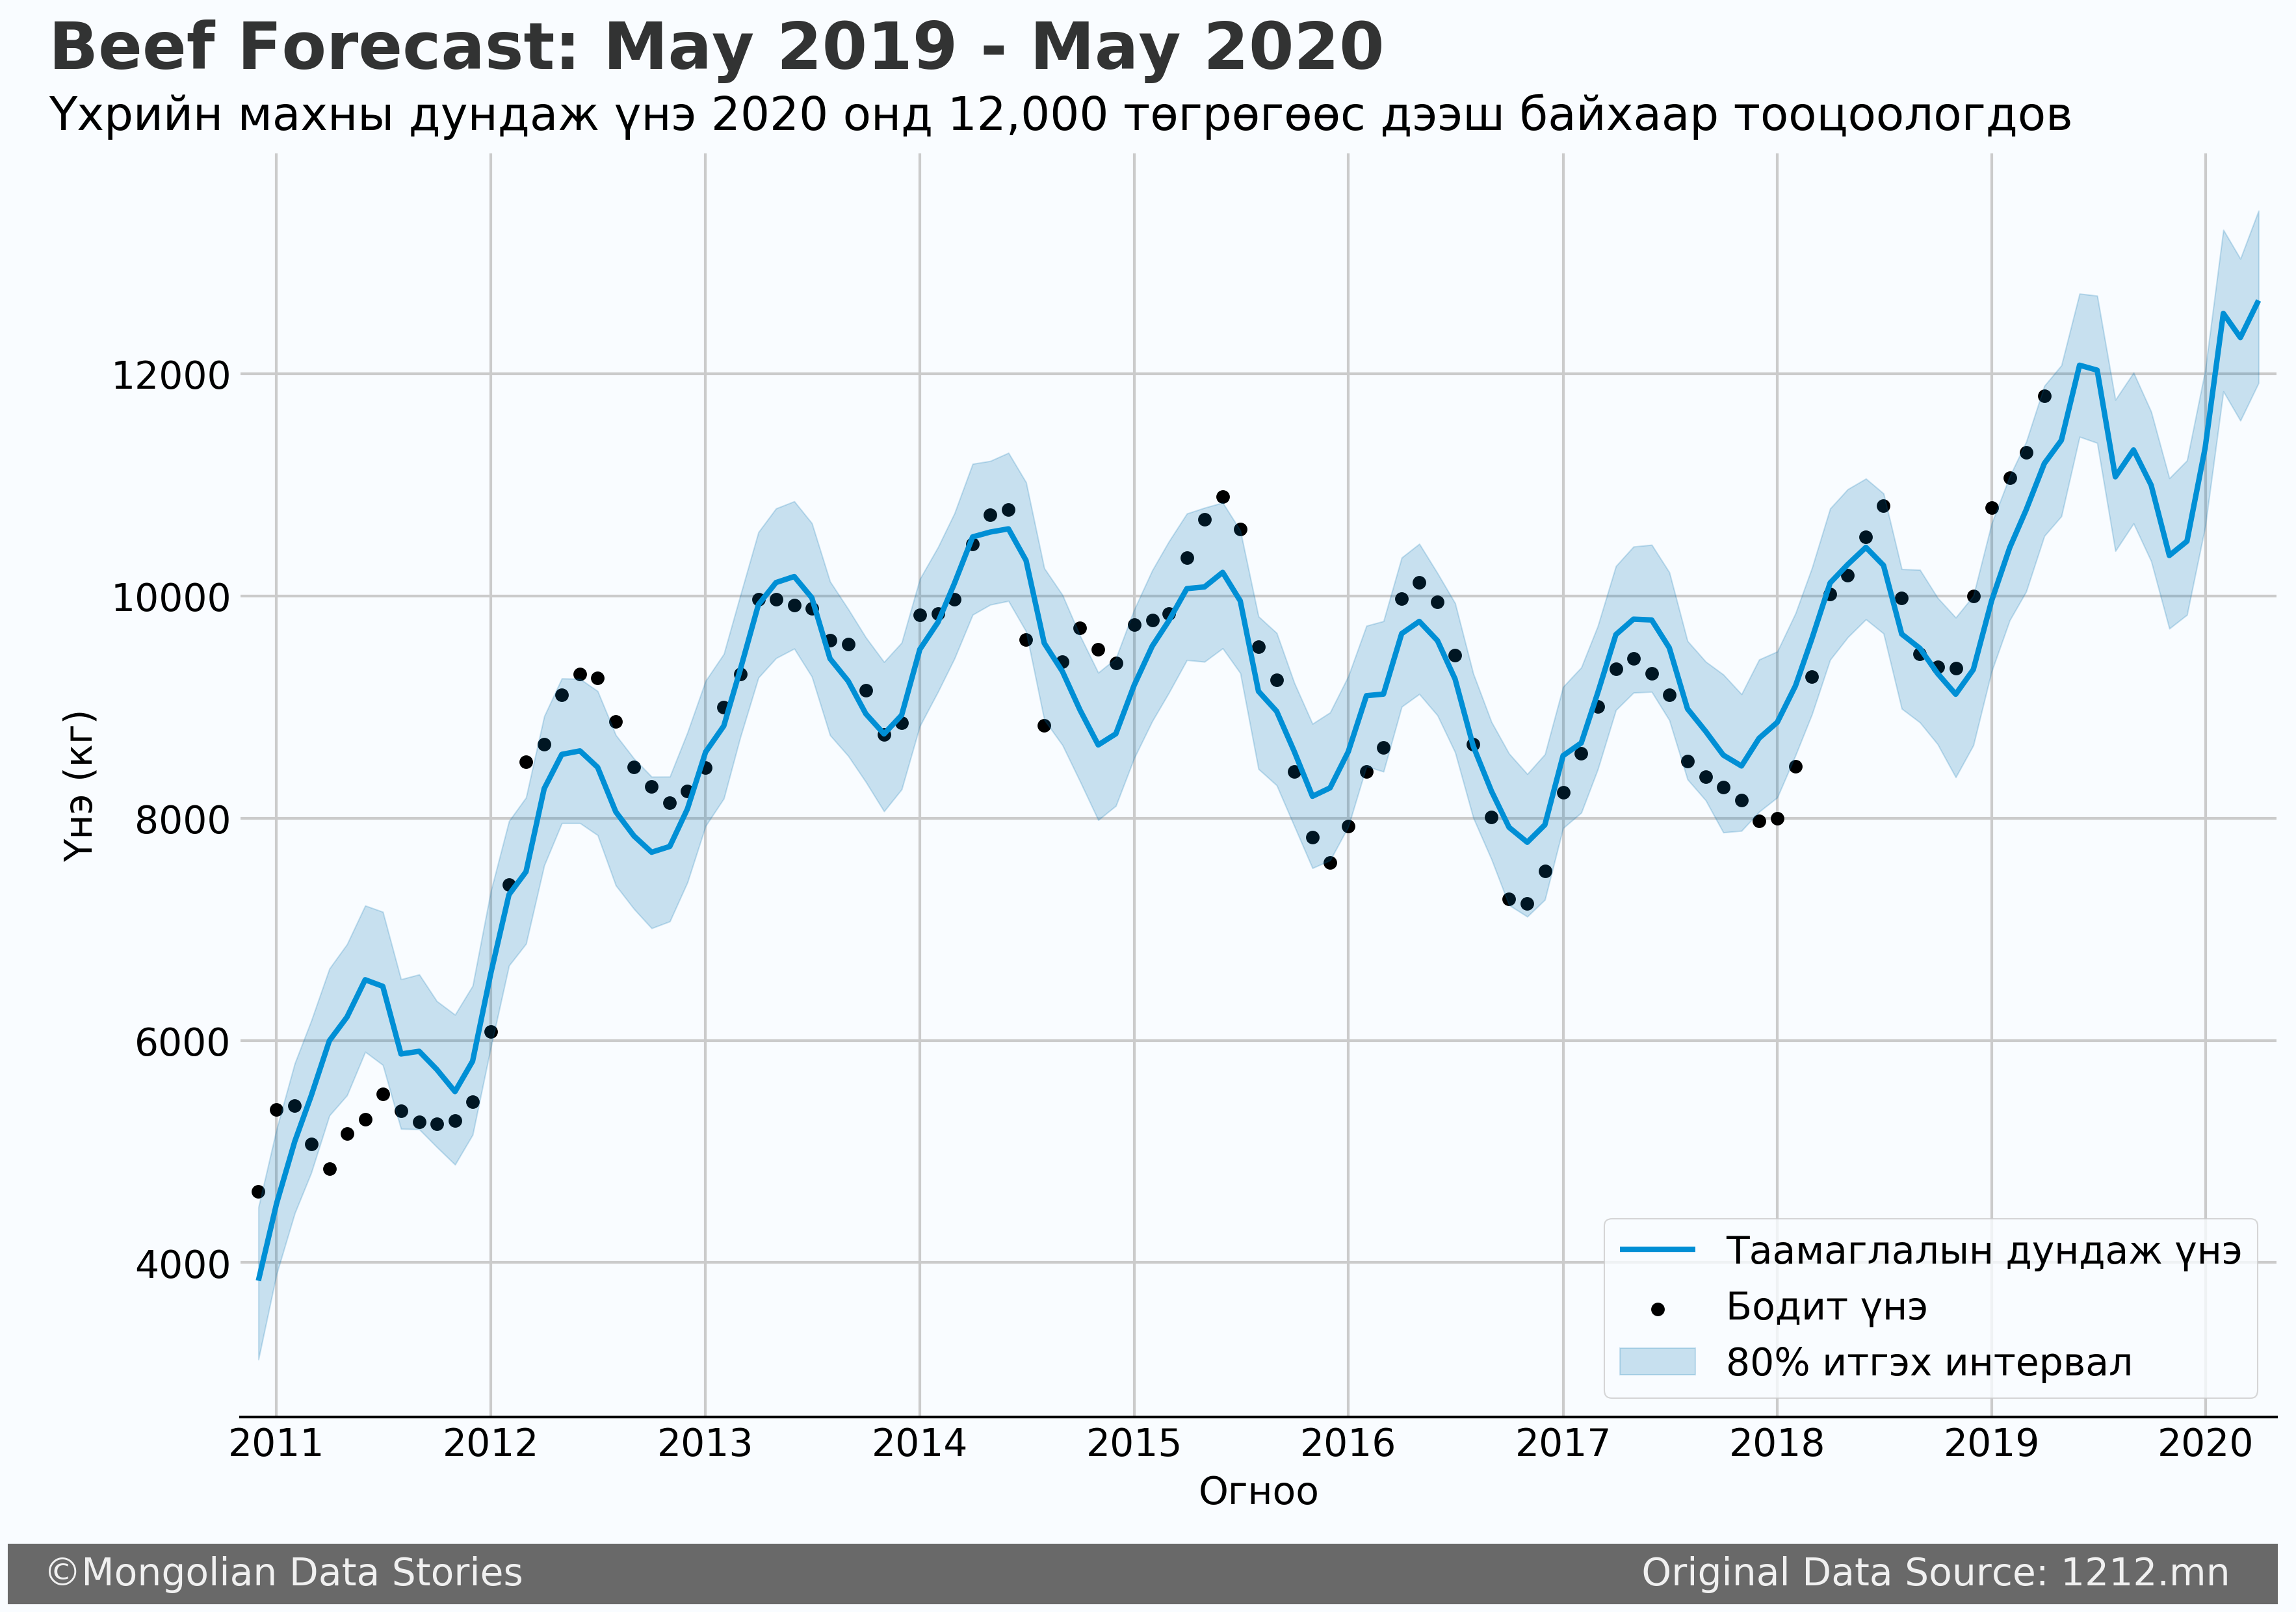 Beef Forecast: May 2019 - May 2020
Үхрийн махны дундаж үнэ 2020 онд 12,000 төгрөгөөс дээш байхаар тооцоологдов
12000
10000
8000
6000
4000
Үнэ (кг)
Таамаглалын дундаж үнэ
Бодит үнэ
80% итгэх интервал
2011 2012 2013 2014 2015 2016 2017 2018 2019 2020
Огноо
©Mongolian Data Stories
Original Data Source: 1212.mn